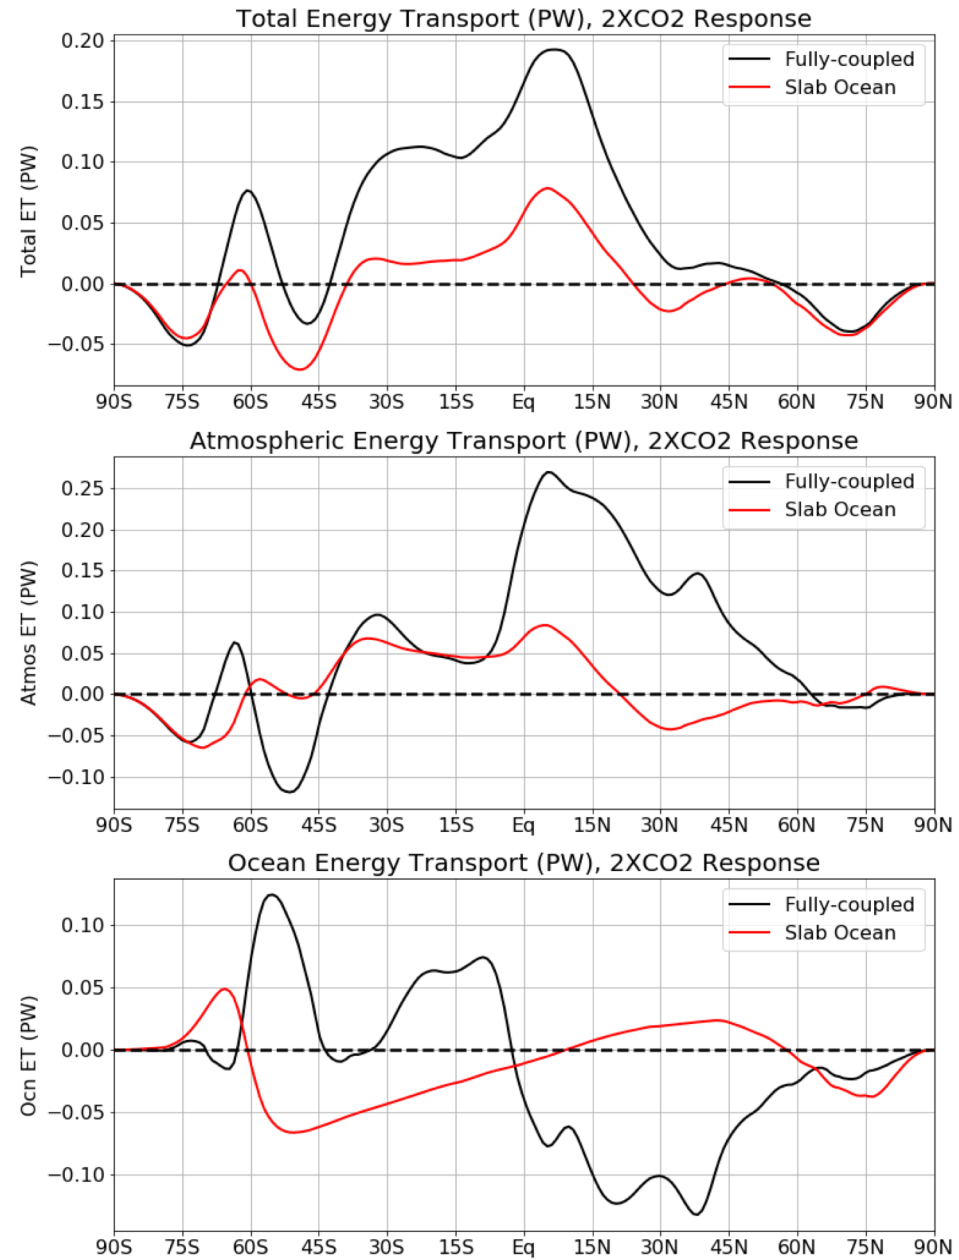 Total Energy Transport (PW), 2XCO2 Response
Total ET (PW)
0.20
0.15
0.10
0.05
0.00
−0.05
Fully-coupled
Slab Ocean
90S 75S 60S 45S 30S 15S Eq 15N 30N 45N 60N 75N 90N
Atmospheric Energy Transport (PW), 2XCO2 Response
Atmos ET (PW)
0.25
0.20
0.15
0.10
0.05
0.00
−0.05
−0.10
Fully-coupled
Slab Ocean
90S 75S 60S 45S 30S 15S Eq 15N 30N 45N 60N 75N 90N
Ocean Energy Transport (PW), 2XCO2 Response
Ocn ET (PW)
0.10
0.05
0.00
−0.05
−0.10
Fully-coupled
Slab Ocean
90S 75S 60S 45S 30S 15S Eq 15N 30N 45N 60N 75N 90N